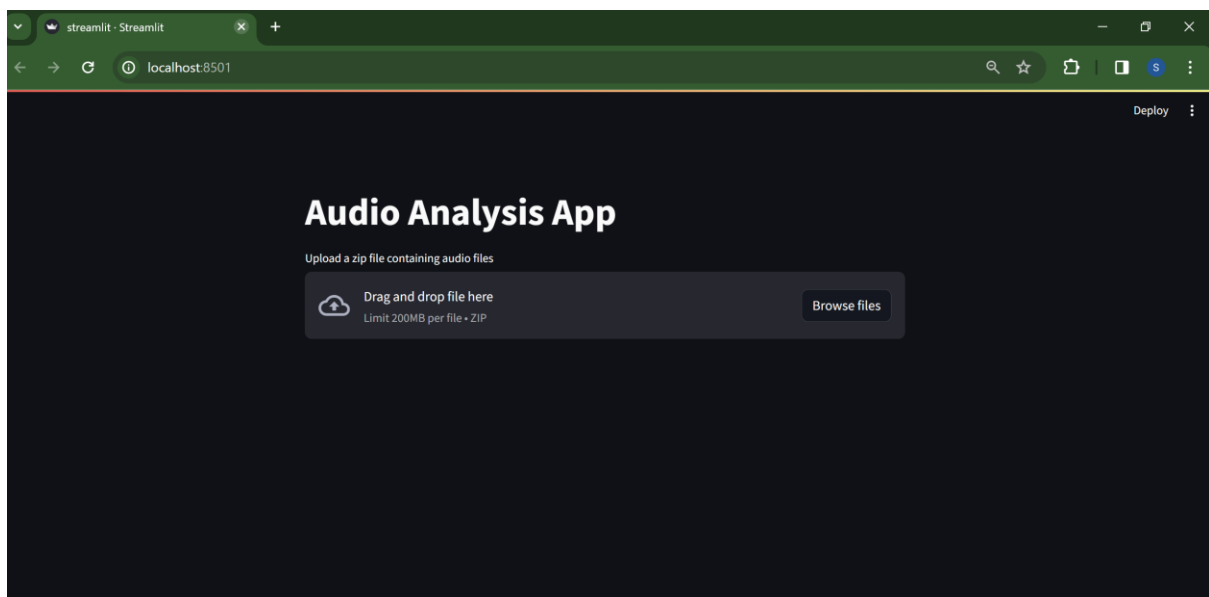 streamlit · Streamlit
localhost:8501
S
Deploy
Audio Analysis App
Upload a zip file containing audio files
Drag and drop file here
Limit 200MB per file • ZIP
Browse files